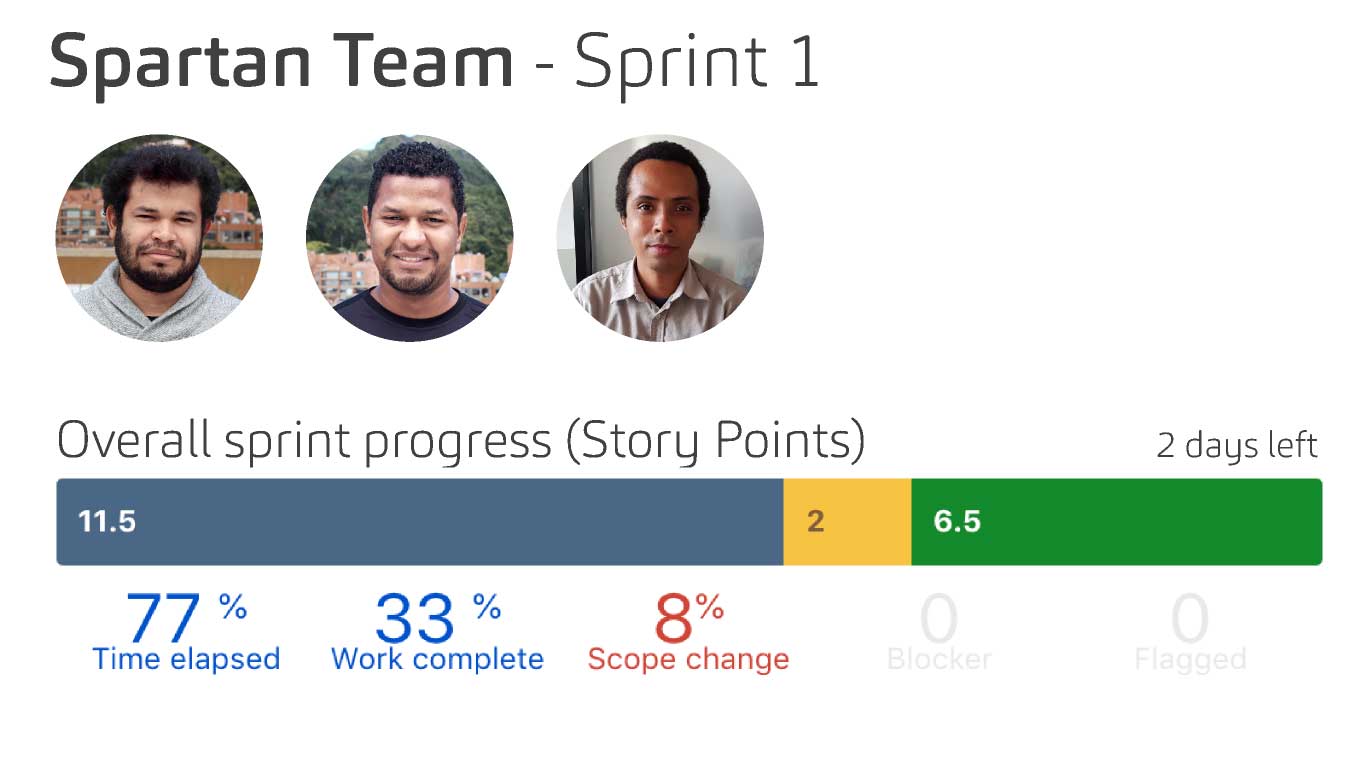 Spartan Team - Sprint 1
Overall sprint progress (Story Points)
2 days left
11.5 2 6.5
77 % 33 % 8% 0 0
Time elapsed Work complete Scope change Blocker Flagged